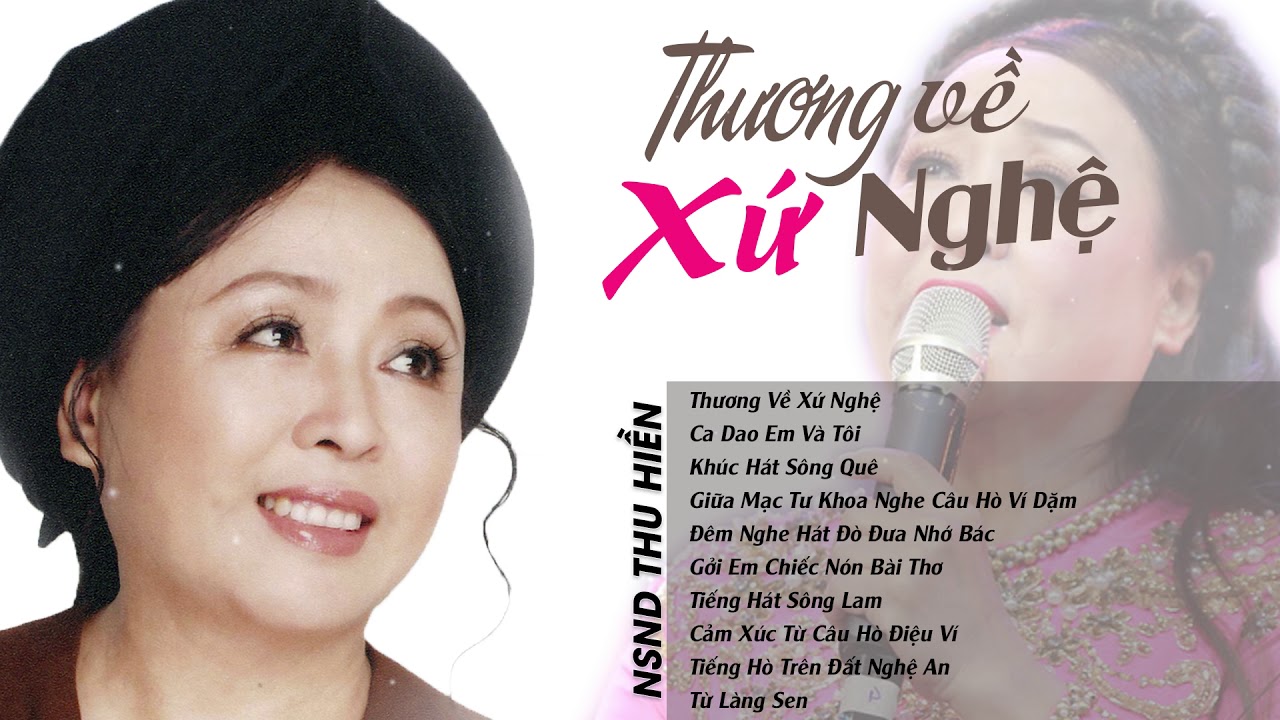 Thương về
Xứ Nghệ
NSND THU HIỀN
Thương Về Xứ Nghệ
Ca Dao Em Và Tôi
Khúc Hát Sông Quê
Giữa Mạc Tư Khoa Nghe Câu Hò Ví Dặm
Đêm Nghe Hát Đò Đưa Nhớ Bác
Gởi Em Chiếc Nón Bài Thơ
Tiếng Hát Sông Lam
Cảm Xúc Từ Câu Hò Điệu Ví
Tiếng Hò Trên Đất Nghệ An
Từ Làng Sen